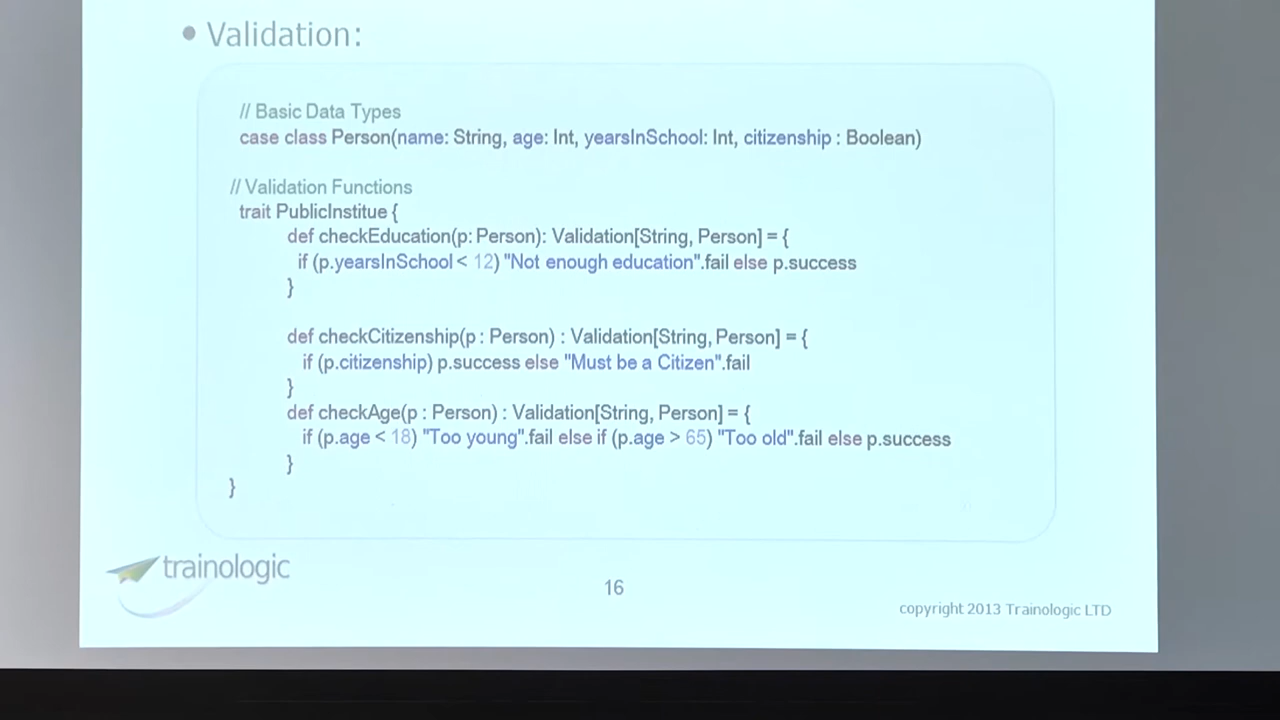 • Validation:
// Basic Data Types
case class Person(name: String, age: Int, yearsInSchool: Int, citizenship : Boolean)
// Validation Functions
trait PublicInstitue {
def checkEducation(p: Person): Validation[String, Person] = {
if (p.yearsInSchool < 12) "Not enough education".fail else p.success
}
def checkCitizenship(p : Person) : Validation[String, Person] = {
if (p.citizenship) p.success else "Must be a Citizen".fail
}
def checkAge(p : Person) : Validation[String, Person] = {
if (p.age < 18) "Too young".fail else if (p.age > 65) "Too old".fail else p.success
}
}
trainologic
16
copyright 2013 Trainologic LTD